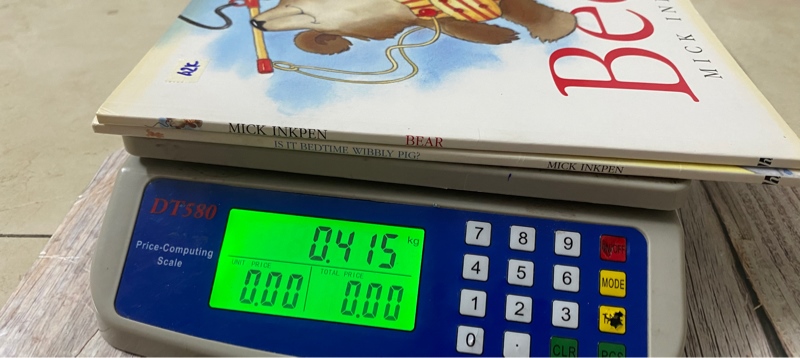 62k
Be
MICK IN
MICK INKPEN BEAR
IS IT BEDTIME WIBBLY PIG? MICK INKPEN
DT580
Price-Computing
Scale
0.415 kg
UNIT PRICE TOTAL PRICE
0.00 0.00
7 8 9
4 5 6 MODE
1 2 3
0 . CLR